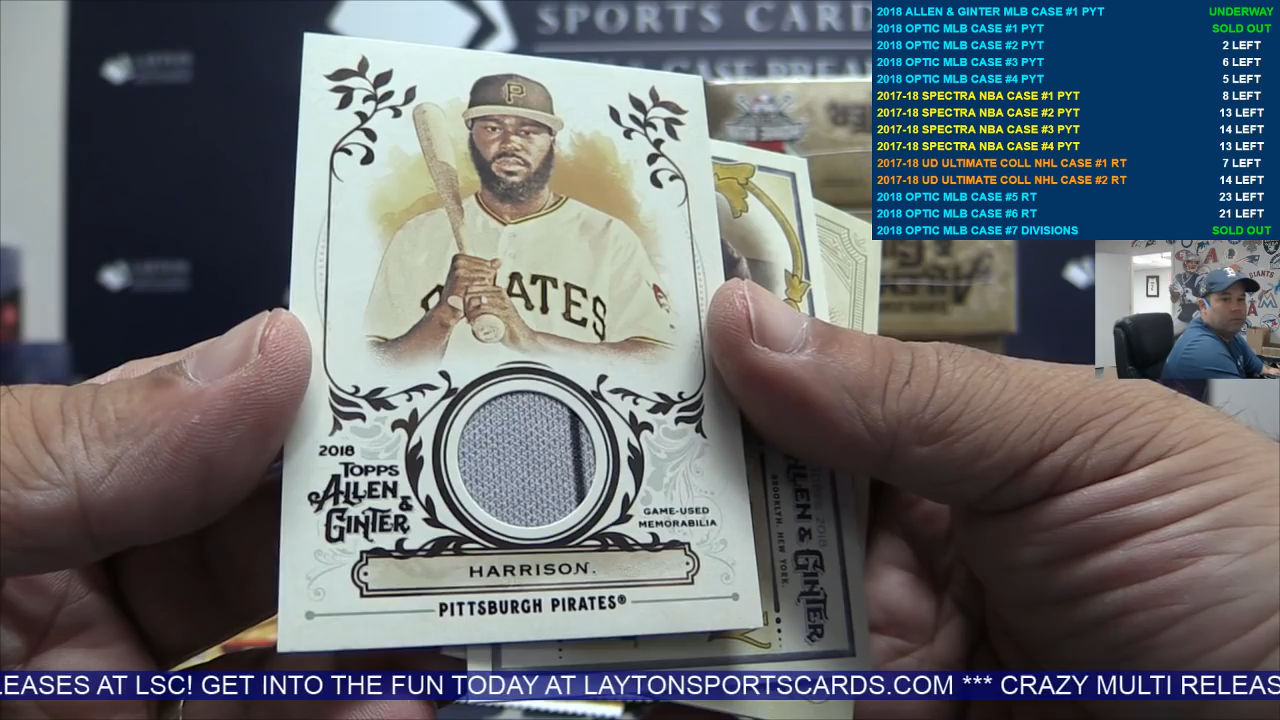 SPORTS CARDS
2018 ALLEN & GINTER MLB CASE #1 PYT UNDERWAY
2018 OPTIC MLB CASE #1 PYT SOLD OUT
2018 OPTIC MLB CASE #2 PYT 2 LEFT
2018 OPTIC MLB CASE #3 PYT 6 LEFT
2018 OPTIC MLB CASE #4 PYT 5 LEFT
2017-18 SPECTRA NBA CASE #1 PYT 8 LEFT
2017-18 SPECTRA NBA CASE #2 PYT 13 LEFT
2017-18 SPECTRA NBA CASE #3 PYT 14 LEFT
2017-18 SPECTRA NBA CASE #4 PYT 13 LEFT
2017-18 UD ULTIMATE COLL NHL CASE #1 RT 7 LEFT
2017-18 UD ULTIMATE COLL NHL CASE #2 RT 14 LEFT
2018 OPTIC MLB CASE #5 RT 23 LEFT
2018 OPTIC MLB CASE #6 RT 21 LEFT
2018 OPTIC MLB CASE #7 DIVISIONS SOLD OUT
P
GIANTS
2018
TOPPS
ALLEN &
GINTER
GAME-USED
MEMORABILIA
HARRISON.
PITTSBURGH PIRATES®
BROOKLYN, NEW YORK.
ALLEN & GINTER
LEASES AT LSC! GET INTO THE FUN TODAY AT LAYTONSPORTSCARDS.COM *** CRAZY MULTI RELEAS